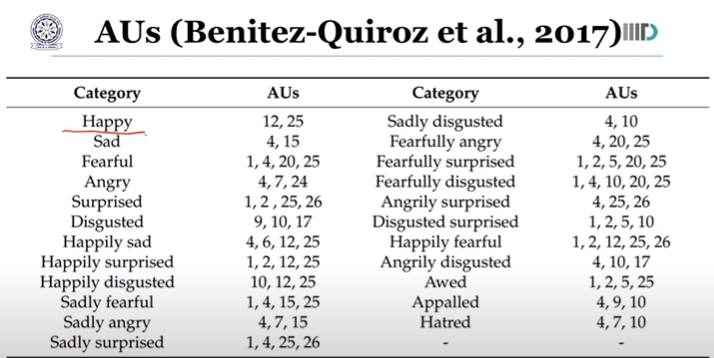 AUs (Benitez-Quiroz et al., 2017)
Category AUs Category AUs
Happy 12, 25 Sadly disgusted 4, 10
Sad 4, 15 Fearfully angry 4, 20, 25
Fearful 1, 4, 20, 25 Fearfully surprised 1, 2, 5, 20, 25
Angry 4, 7, 24 Fearfully disgusted 1, 4, 10, 20, 25
Surprised 1, 2 , 25, 26 Angrily surprised 4, 25, 26
Disgusted 9, 10, 17 Disgusted surprised 1, 2, 5, 10
Happily sad 4, 6, 12, 25 Happily fearful 1, 2, 12, 25, 26
Happily surprised 1, 2, 12, 25 Angrily disgusted 4, 10, 17
Happily disgusted 10, 12, 25 Awed 1, 2, 5, 25
Sadly fearful 1, 4, 15, 25 Appalled 4, 9, 10
Sadly angry 4, 7, 15 Hatred 4, 7, 10
Sadly surprised 1, 4, 25, 26 - -